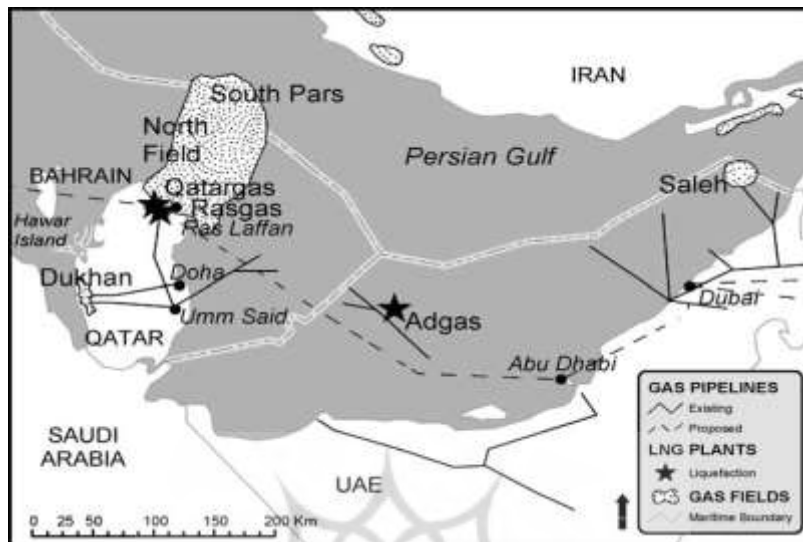 IRAN
South Pars
North
Field
Persian Gulf
BAHRAIN
Qatargas
Saleh
Rasgas
Hawar
Island
Ras Laffan
Dukhan
Doha
Umm Said
Dubai
QATAR
Adgas
Abu Dhabi
SAUDI
ARABIA
UAE
GAS PIPELINES
Existing
Proposed
LNG PLANTS
Liquefaction
GAS FIELDS
Maritime Boundary
0 25 50 100 150 200 Km